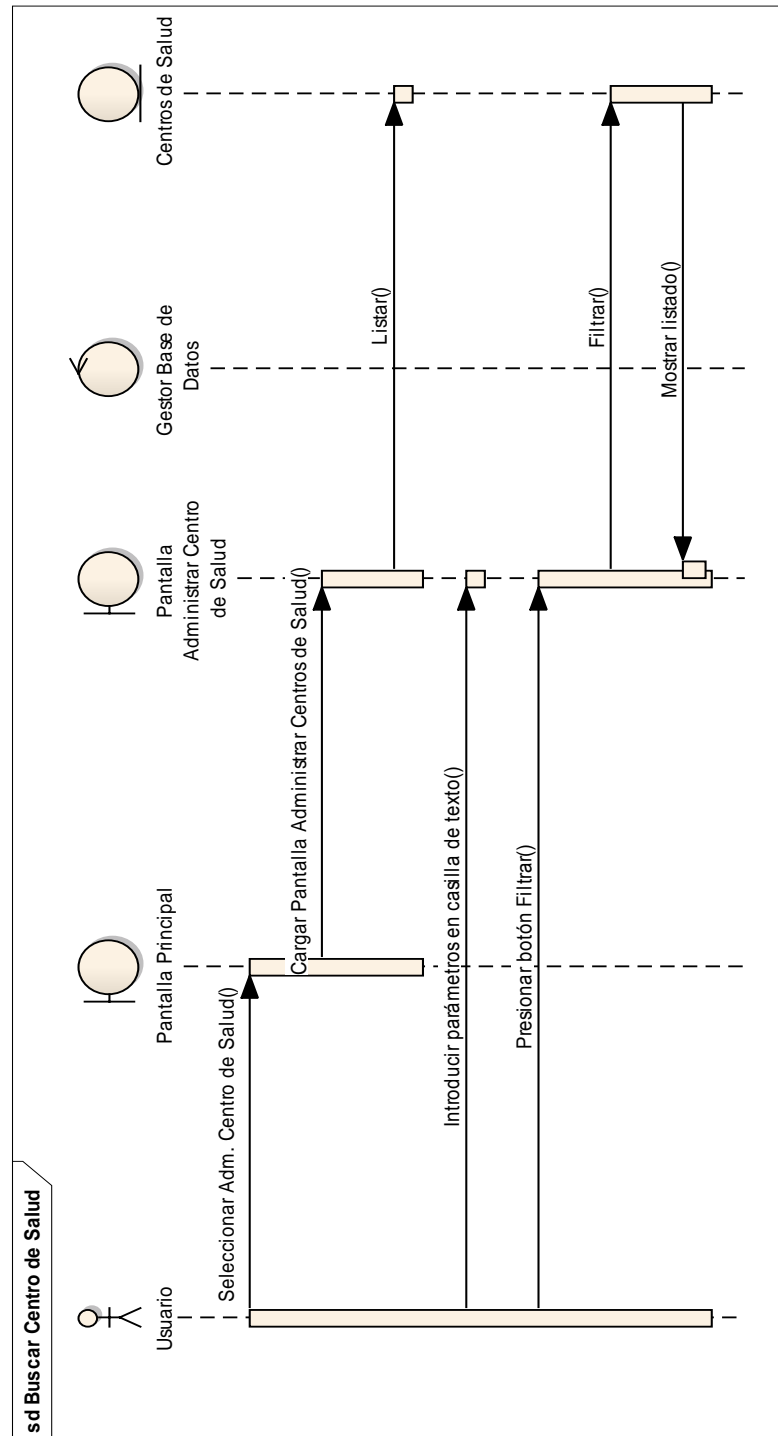 sd Buscar Centro de Salud
Usuario
Pantalla Principal
Pantalla
Administrar Centro
de Salud
Gestor Base de
Datos
Centros de Salud
Seleccionar Adm. Centro de Salud()
Cargar Pantalla Administrar Centros de Salud()
Listar()
Introducir parámetros en casilla de texto()
Presionar botón Filtrar()
Filtrar()
Mostrar listado()